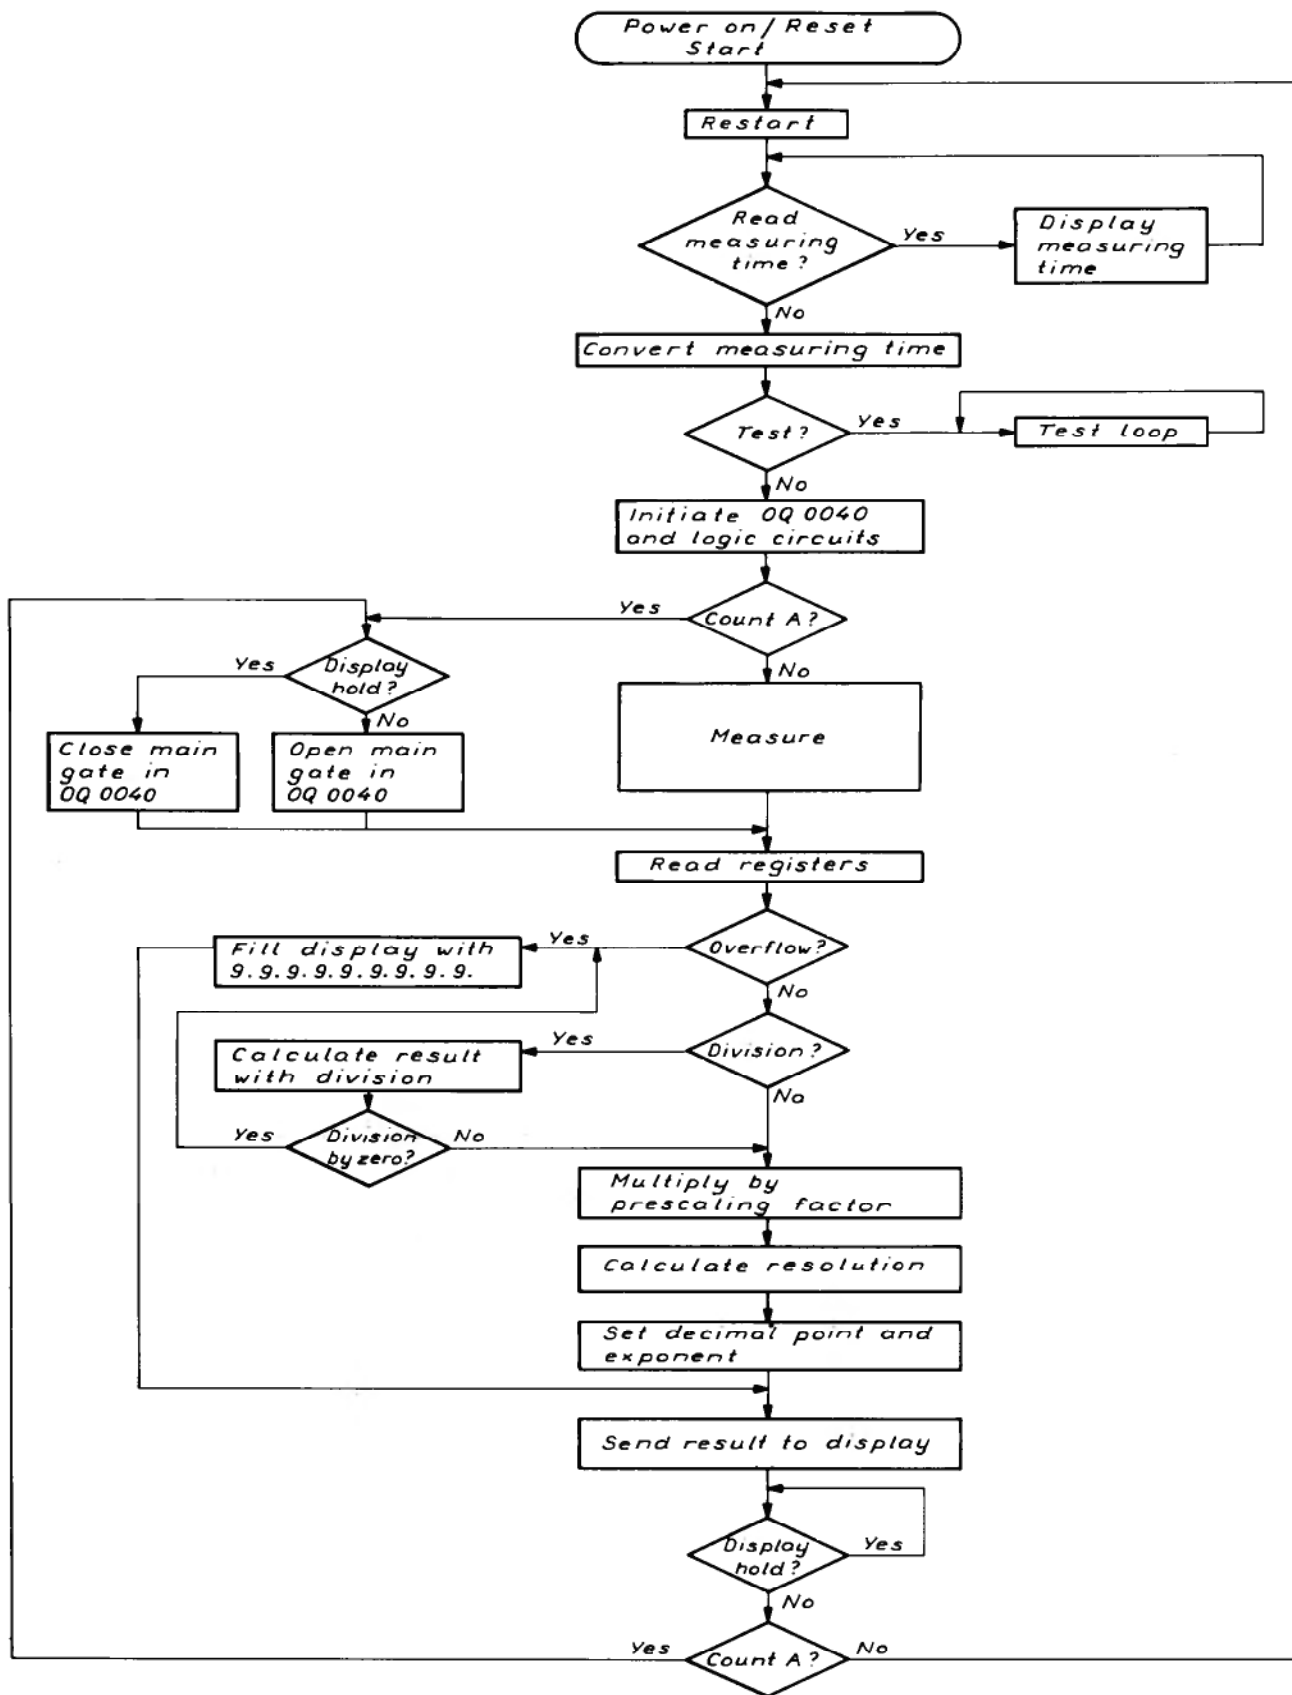 Power on / Reset
Start
Restart
Read
measuring
time?
Yes
Display
measuring
time
No
Convert measuring time
Test?
Yes
Test loop
No
Initiate OQ 0040
and logic circuits
Count A?
Yes
No
Display
hold?
Yes
No
Close main
gate in
OQ 0040
Open main
gate in
OQ 0040
Measure
Read registers
Overflow?
Yes
Fill display with
9.9.9.9.9.9.9.9.9.
No
Division?
Yes
Calculate result
with division
No
Division
by zero?
Yes
No
Multiply by
prescaling factor
Calculate resolution
Set decimal point and
exponent
Send result to display
Display
hold?
Yes
No
Count A?
Yes
No